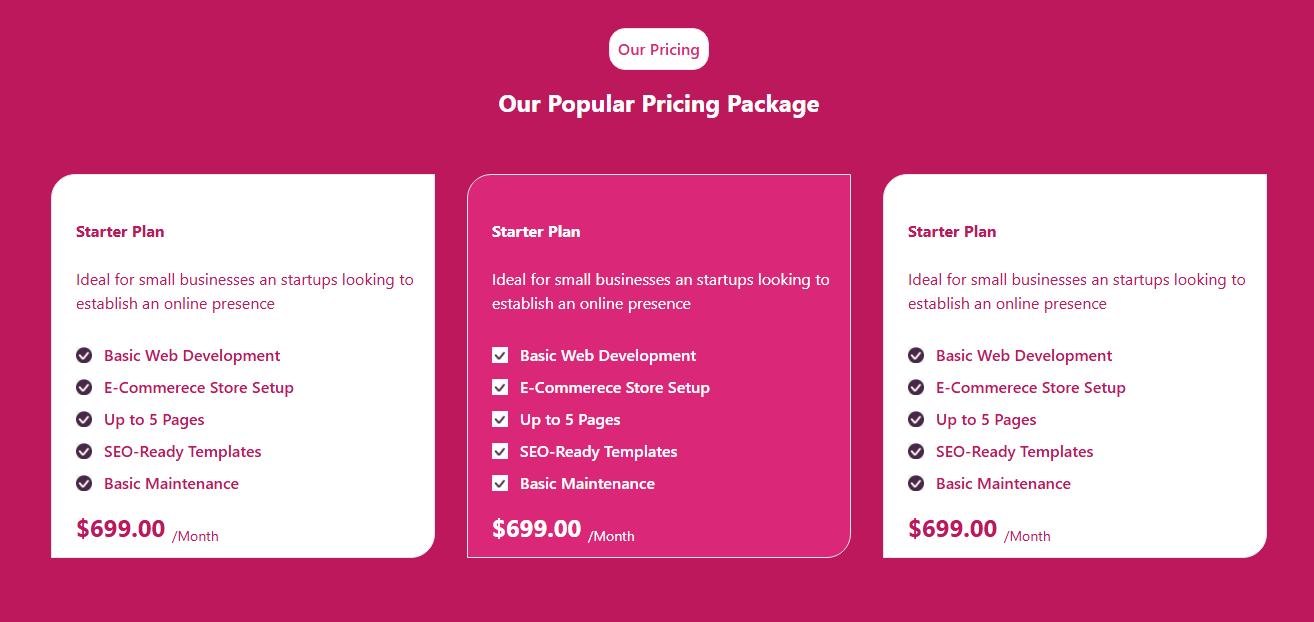 Our Pricing
Our Popular Pricing Package
Starter Plan
Ideal for small businesses an startups looking to
establish an online presence
Basic Web Development
E-Commerece Store Setup
Up to 5 Pages
SEO-Ready Templates
Basic Maintenance
$699.00 /Month
Starter Plan
Ideal for small businesses an startups looking to
establish an online presence
Basic Web Development
E-Commerece Store Setup
Up to 5 Pages
SEO-Ready Templates
Basic Maintenance
$699.00 /Month
Starter Plan
Ideal for small businesses an startups looking to
establish an online presence
Basic Web Development
E-Commerece Store Setup
Up to 5 Pages
SEO-Ready Templates
Basic Maintenance
$699.00 /Month